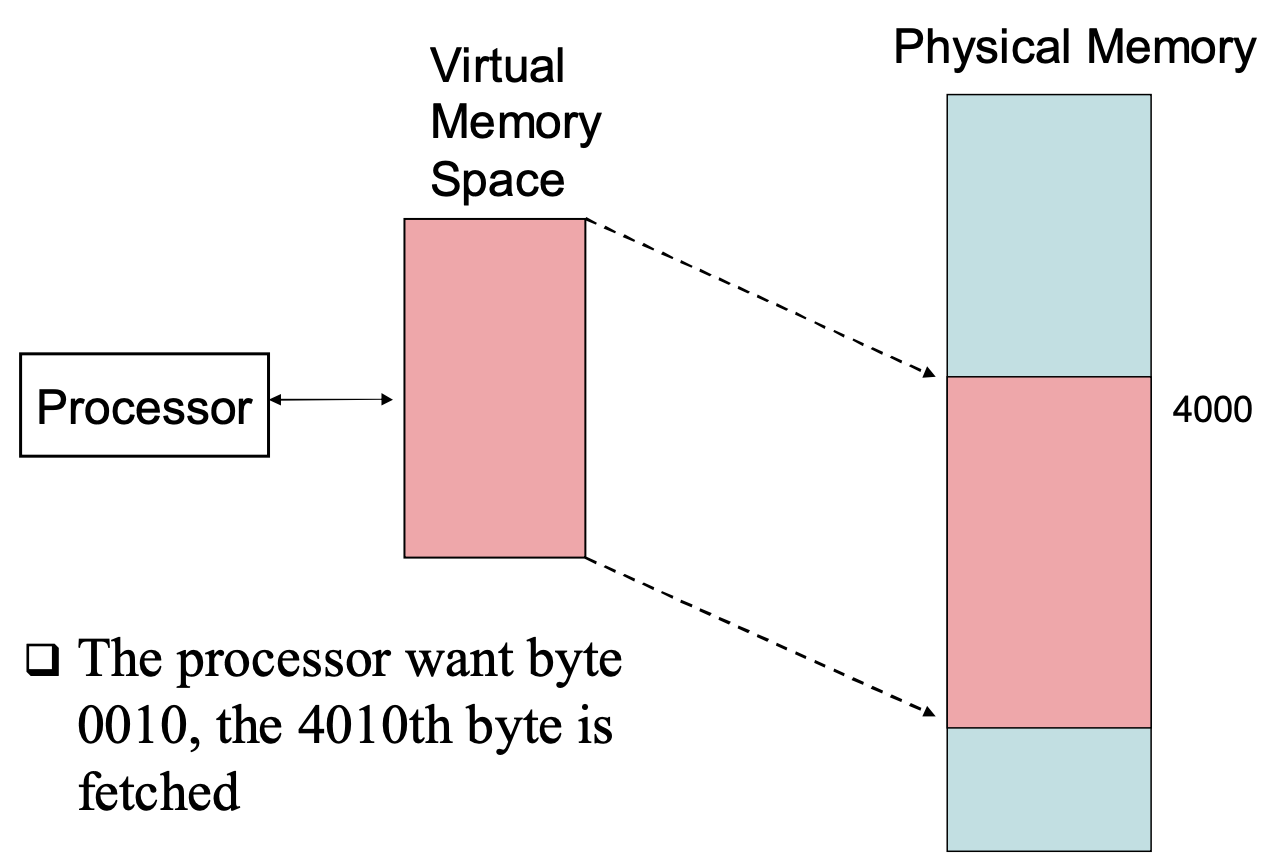 Physical Memory
Virtual
Memory
Space
Processor
4000
❑ The processor want byte
0010, the 4010th byte is
fetched